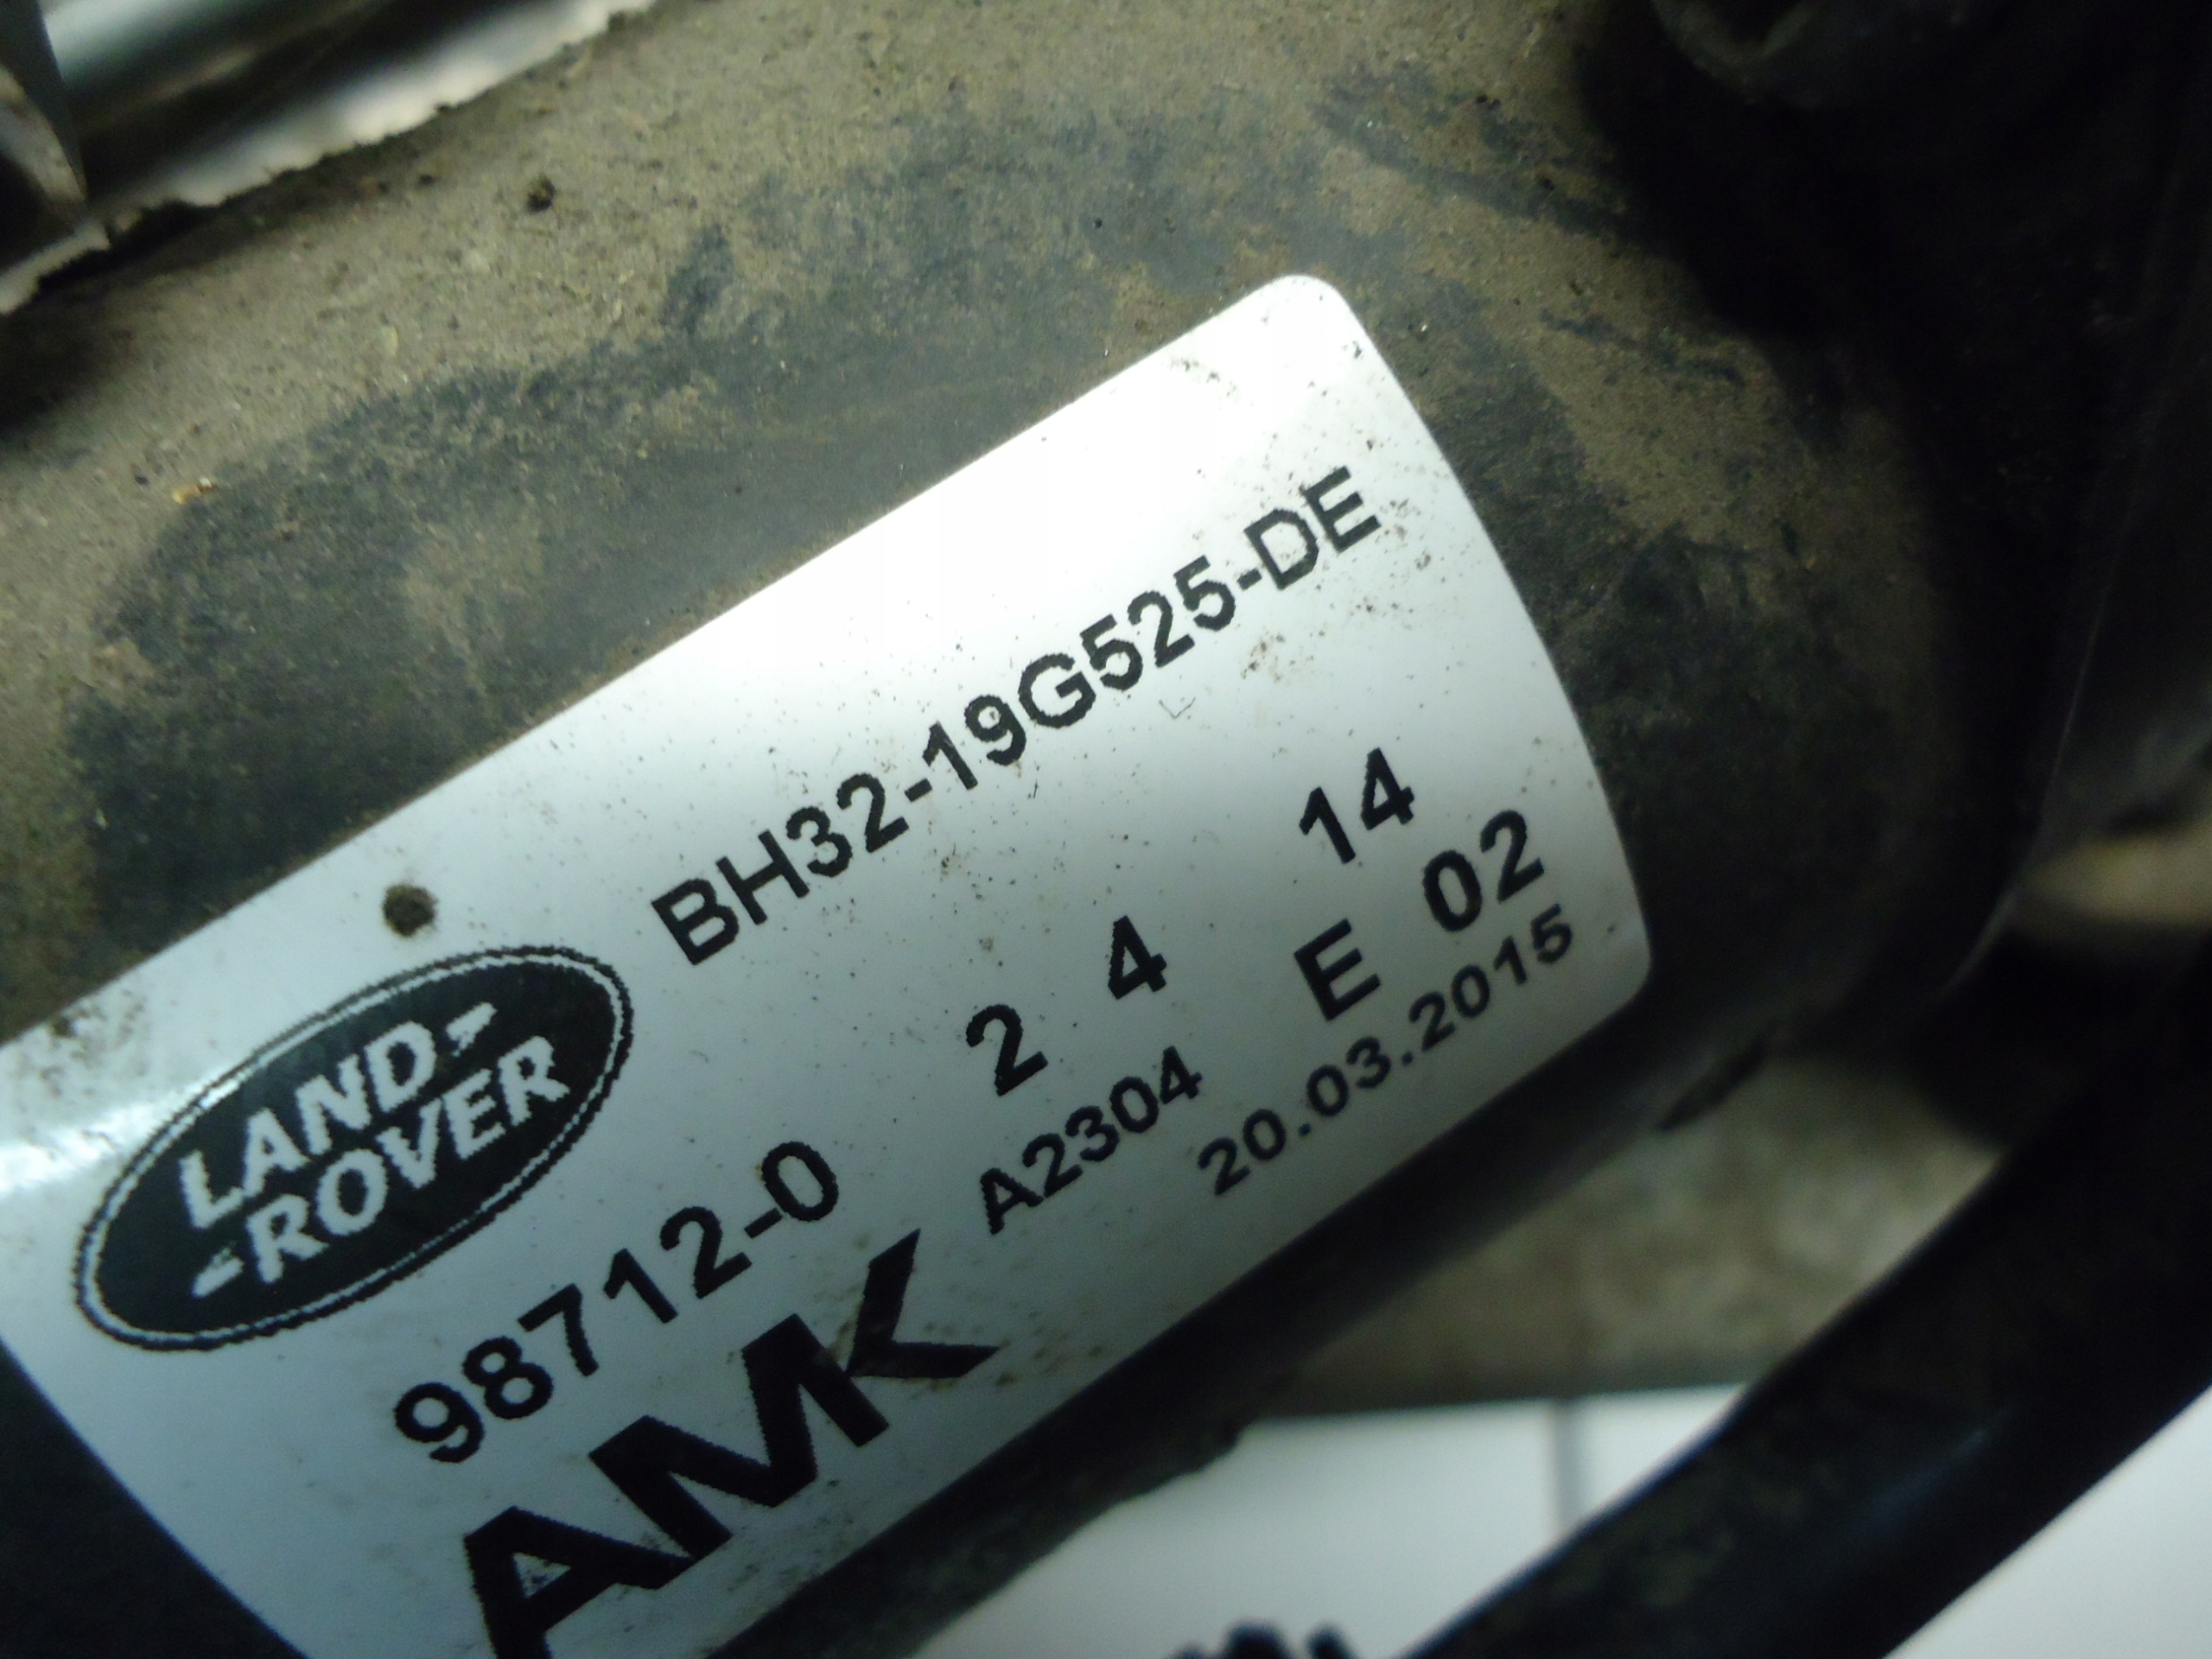 BH32-19G525-DE
LAND-
-ROVER
2 4 14
98712-0
A2304 E 02
AMK
20.03.2015